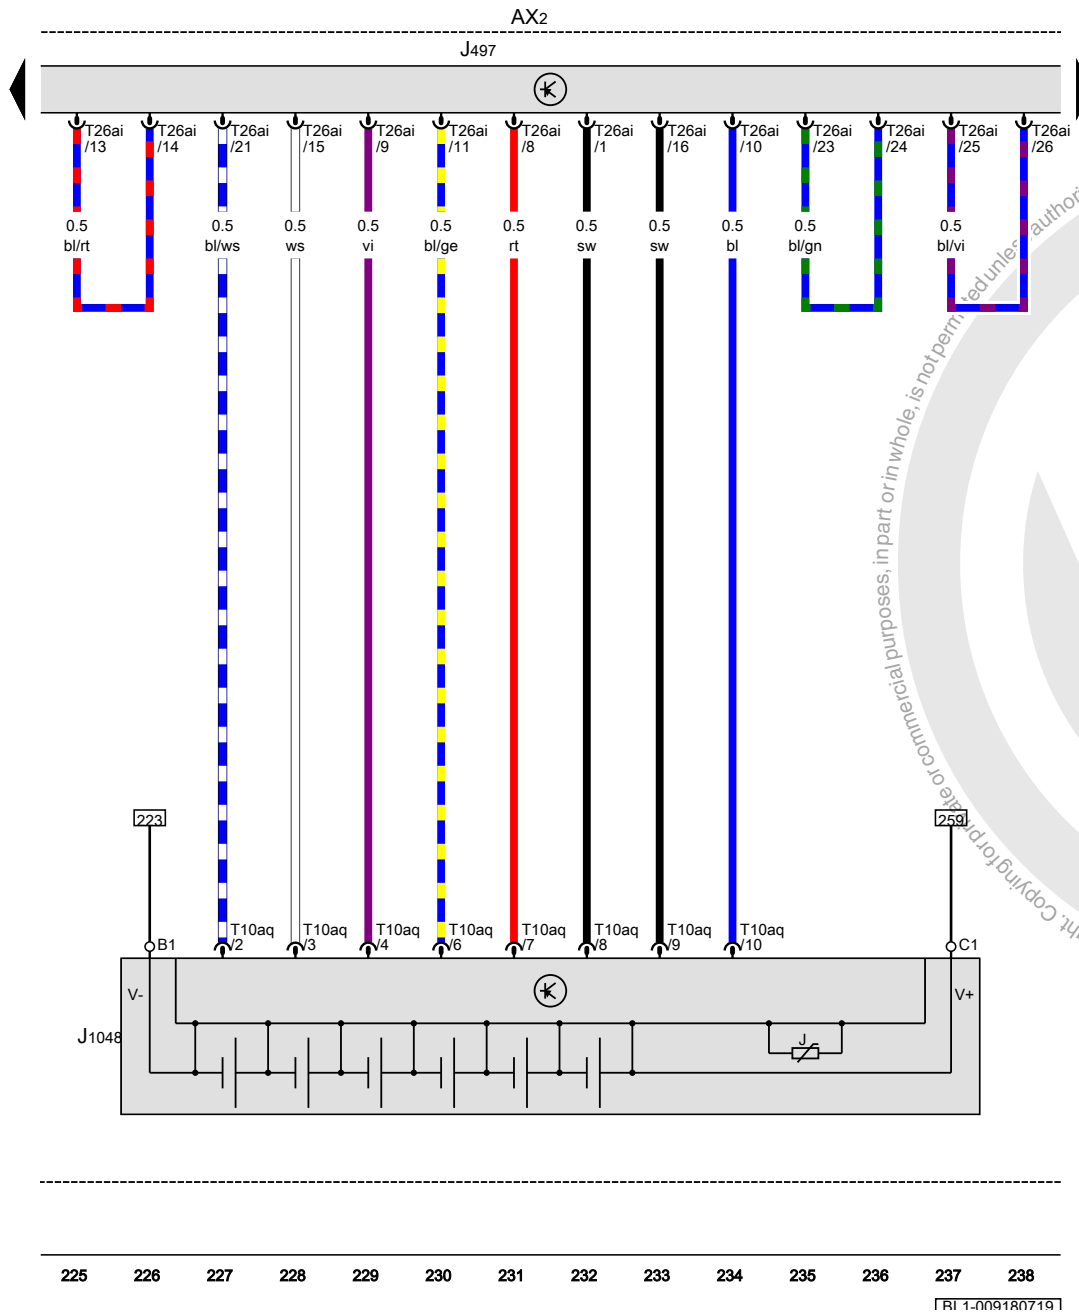 AX2
J497
T26ai /13
T26ai /14
T26ai /21
T26ai /15
T26ai /9
T26ai /11
T26ai /8
T26ai /1
T26ai /16
T26ai /10
T26ai /23
T26ai /24
T26ai /25
T26ai /26
0.5 bl/rt
0.5 bl/ws
0.5 ws
0.5 vi
0.5 bl/ge
0.5 rt
0.5 sw
0.5 sw
0.5 bl
0.5 bl/gn
0.5 bl/vi
223
259
B1
T10aq /2
T10aq /3
T10aq /4
T10aq /6
T10aq /7
T10aq /8
T10aq /9
T10aq /10
C1
V-
V+
J1048
J
225 226 227 228 229 230 231 232 233 234 235 236 237 238
BL1-009180719
Copying for private or commercial purposes, in part or in whole, is not permitted unless authori